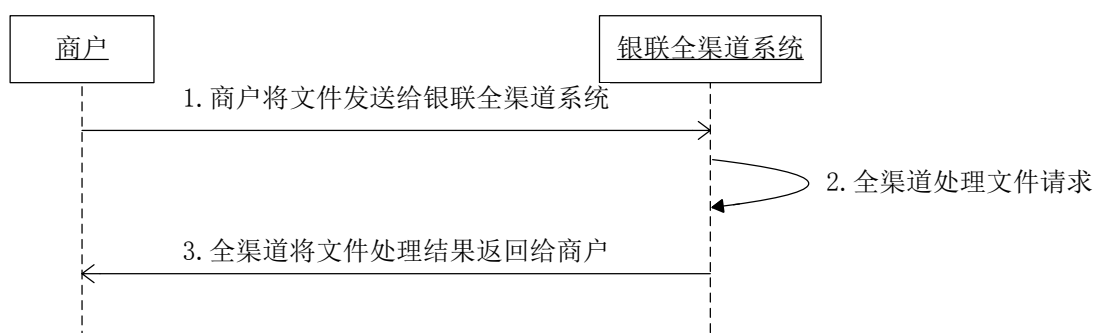 商户
银联全渠道系统
1.商户将文件发送给银联全渠道系统
2.全渠道处理文件请求
3.全渠道将文件处理结果返回给商户